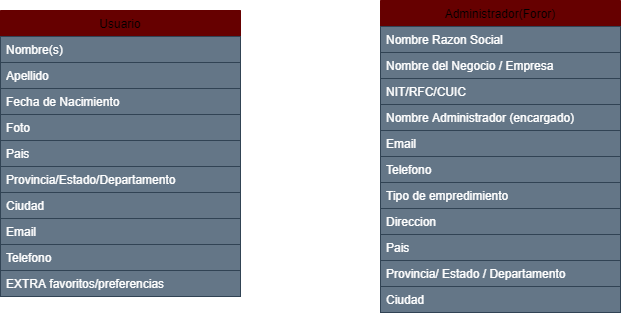 Usuario
Nombre(s)
Apellido
Fecha de Nacimiento
Foto
Pais
Provincia/Estado/Departamento
Ciudad
Email
Telefono
EXTRA favoritos/preferencias
Administrador(Foror)
Nombre Razon Social
Nombre del Negocio / Empresa
NIT/RFC/CUIC
Nombre Administrador (encargado)
Email
Telefono
Tipo de empredimiento
Direccion
Pais
Provincia/ Estado / Departamento
Ciudad